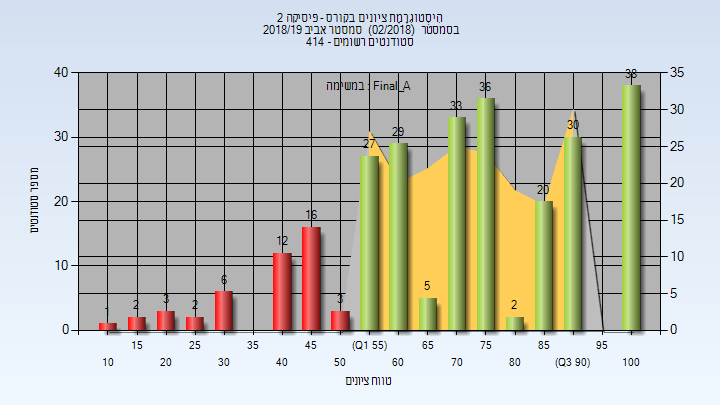 היסטוגרמת ציונים בקורס - פיסיקה 2
בסמסטר (02/2018) סמסטר אביב 2018/19
סטודנטים רשומים - 414
במשימה : Final_A
40 30 20 10 0
מספר סטודנטים
35 30 25 20 15 10 5 0
1 2 3 2 6 12 16 3 27 29 5 33 36 2 20 30 38
15 25 35 45 (Q1 55) 65 75 85 95
10 20 30 40 50 60 70 80 (Q3 90) 100
טווח ציונים